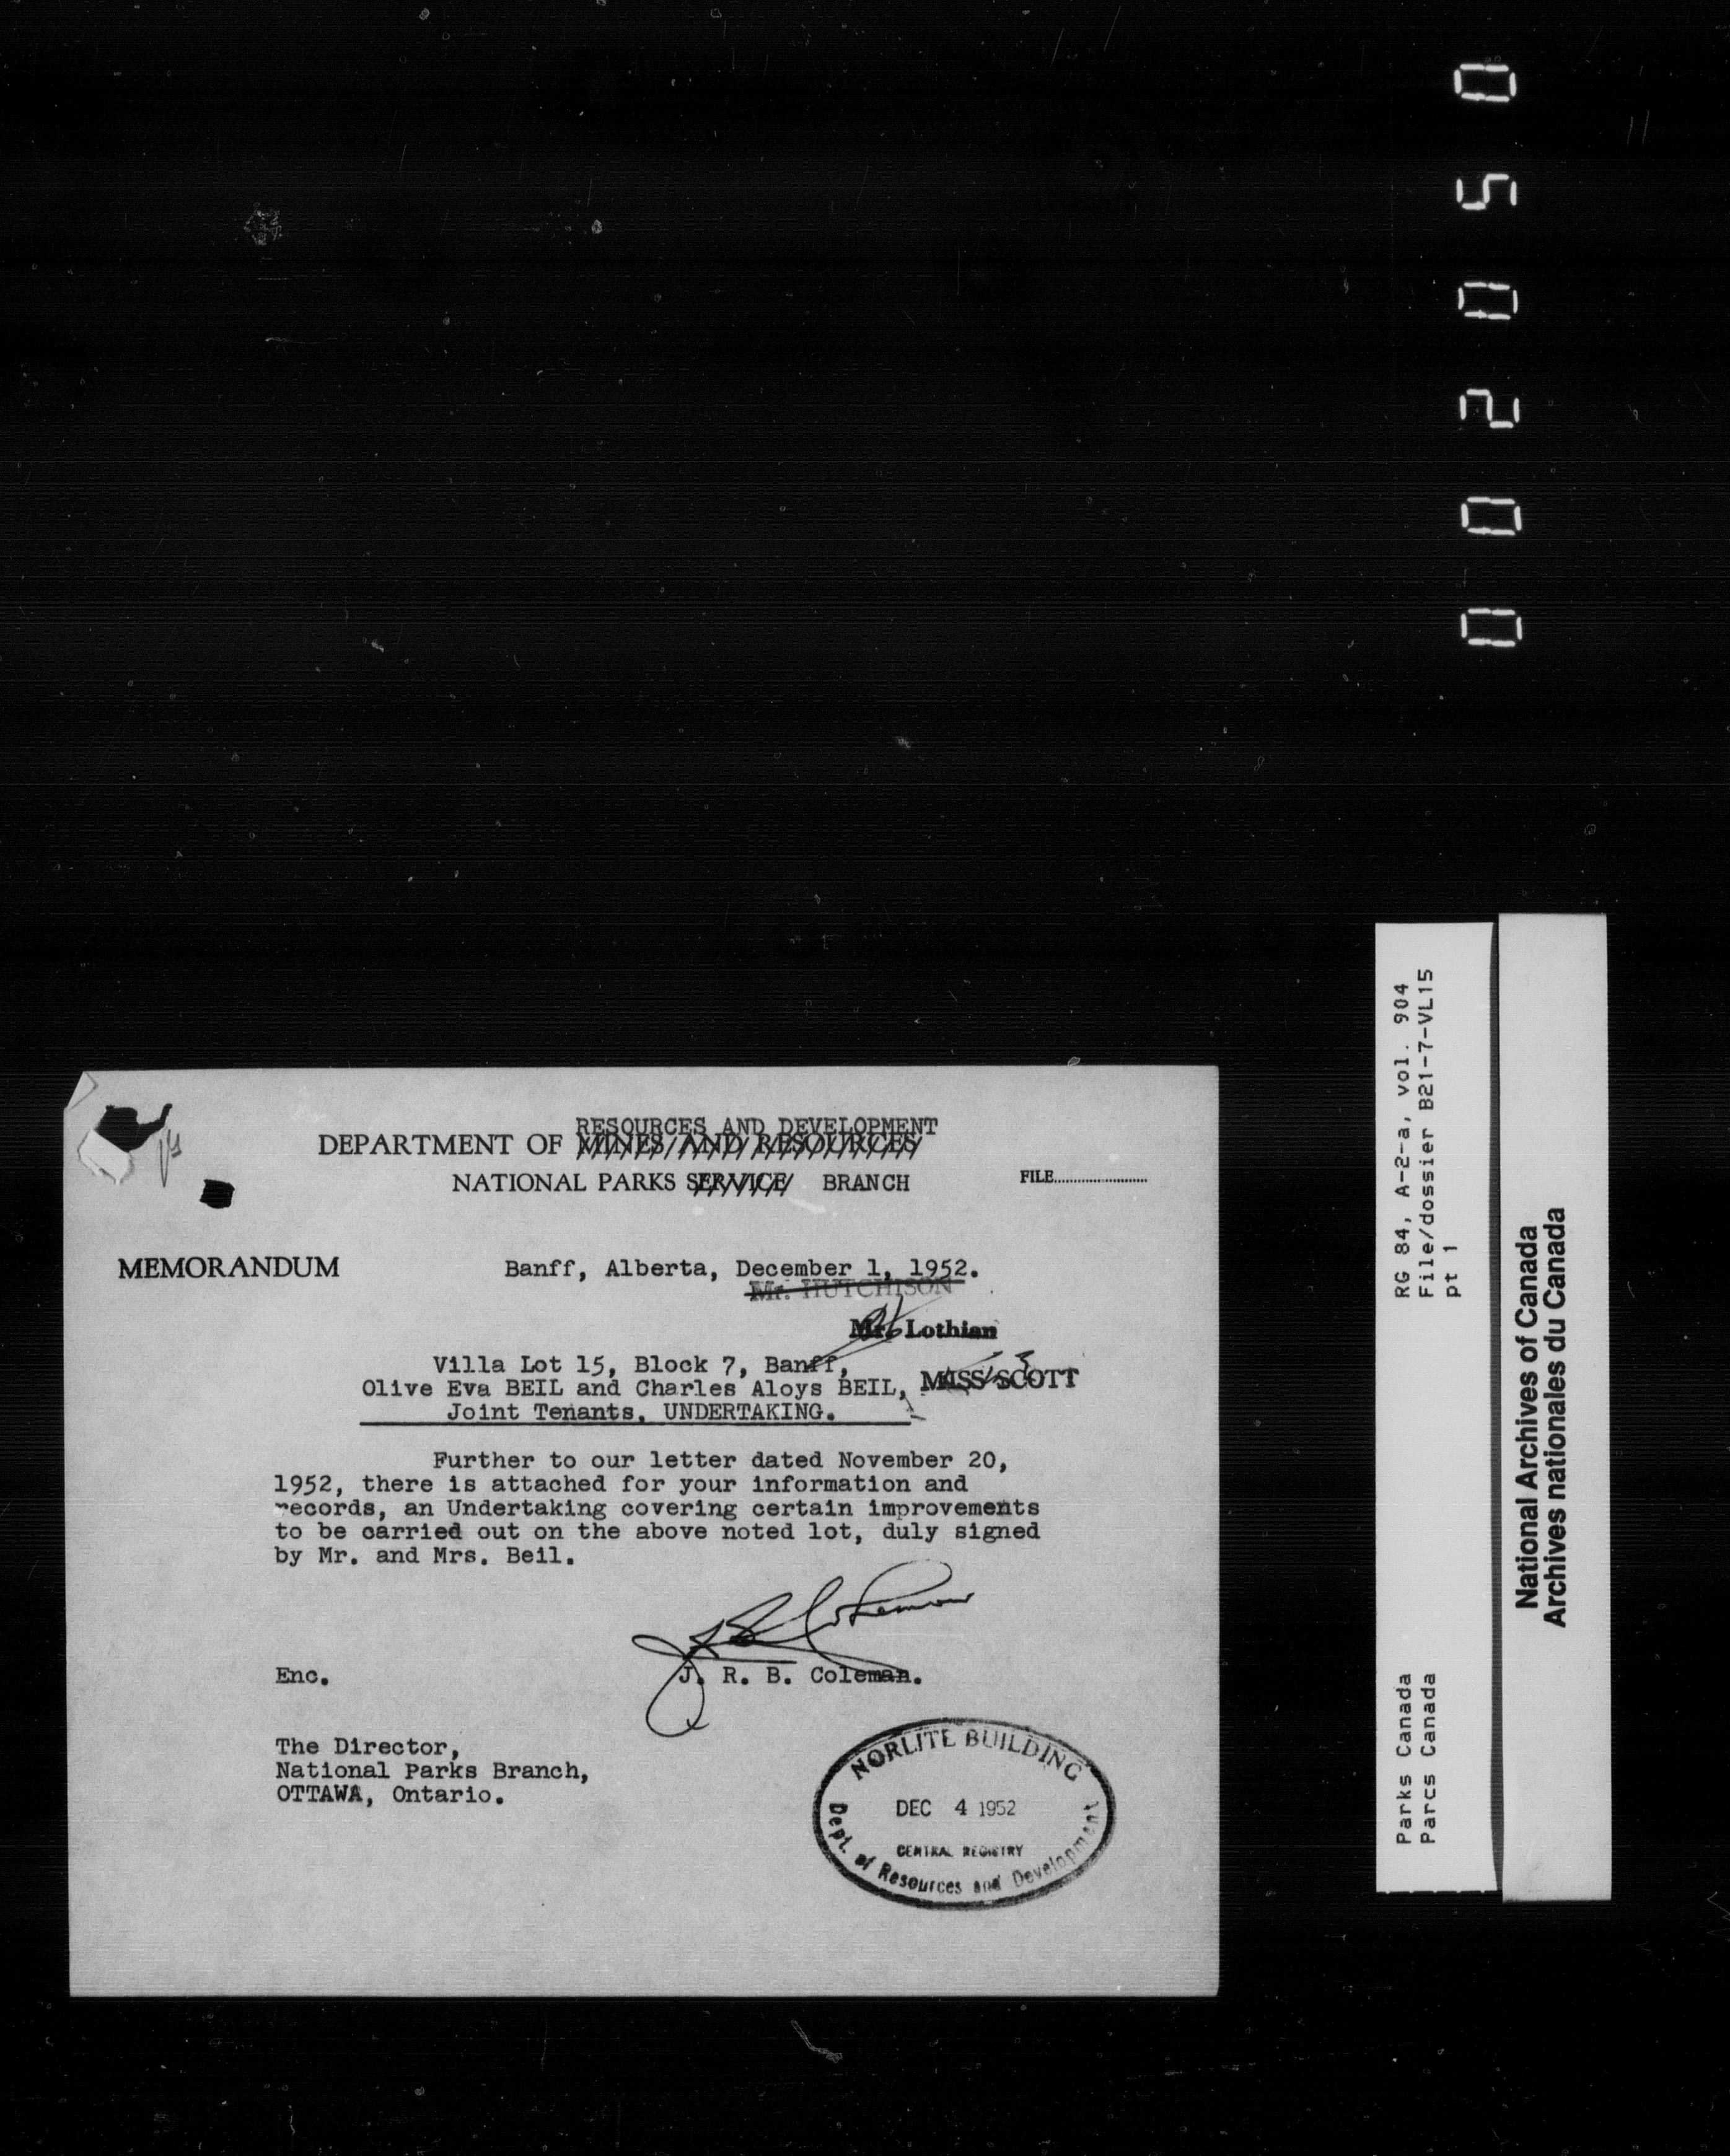 RESOURCES AND DEVELOPMENT
DEPARTMENT OF MINES AND RESOURCES
NATIONAL PARKS SERVICE BRANCH
FILE........................
MEMORANDUM
Banff, Alberta, December 1, 1952.
Mr. HUTCHISON
Mr. Lothian
Villa Lot 15, Block 7, Banff,
Olive Eva BEIL and Charles Aloys BEIL,
MISS SCOTT
Joint Tenants, UNDERTAKING.
Further to our letter dated November 20,
1952, there is attached for your information and
records, an Undertaking covering certain improvements
to be carried out on the above noted lot, duly signed
by Mr. and Mrs. Beil.
Enc.
J. R. B. Coleman.
The Director,
National Parks Branch,
OTTAWA, Ontario.
NORLITE BUILDING
DEC 4 1952
CENTRAL REGISTRY
Dept. of Resources and Development
002050
RG 84, A-2-a, vol. 904
File/dossier B21-7-VL15
pt 1
Parks Canada
Parcs Canada
National Archives of Canada
Archives nationales du Canada